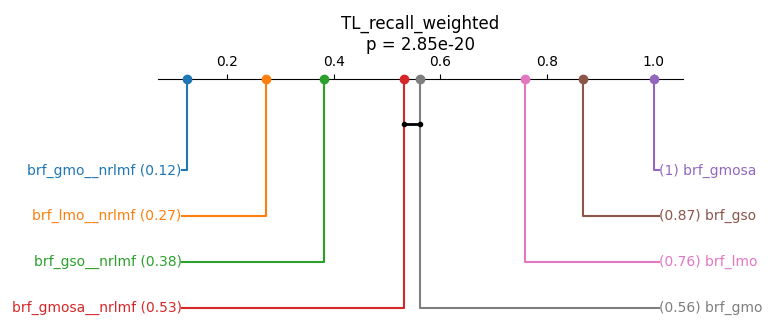 TL_recall_weighted
p = 2.85e-20
0.2 0.4 0.6 0.8 1.0
brf_gmo__nrlmf (0.12) (1) brf_gmosa
brf_lmo__nrlmf (0.27) (0.87) brf_gso
brf_gso__nrlmf (0.38) (0.76) brf_lmo
brf_gmosa__nrlmf (0.53) (0.56) brf_gmo